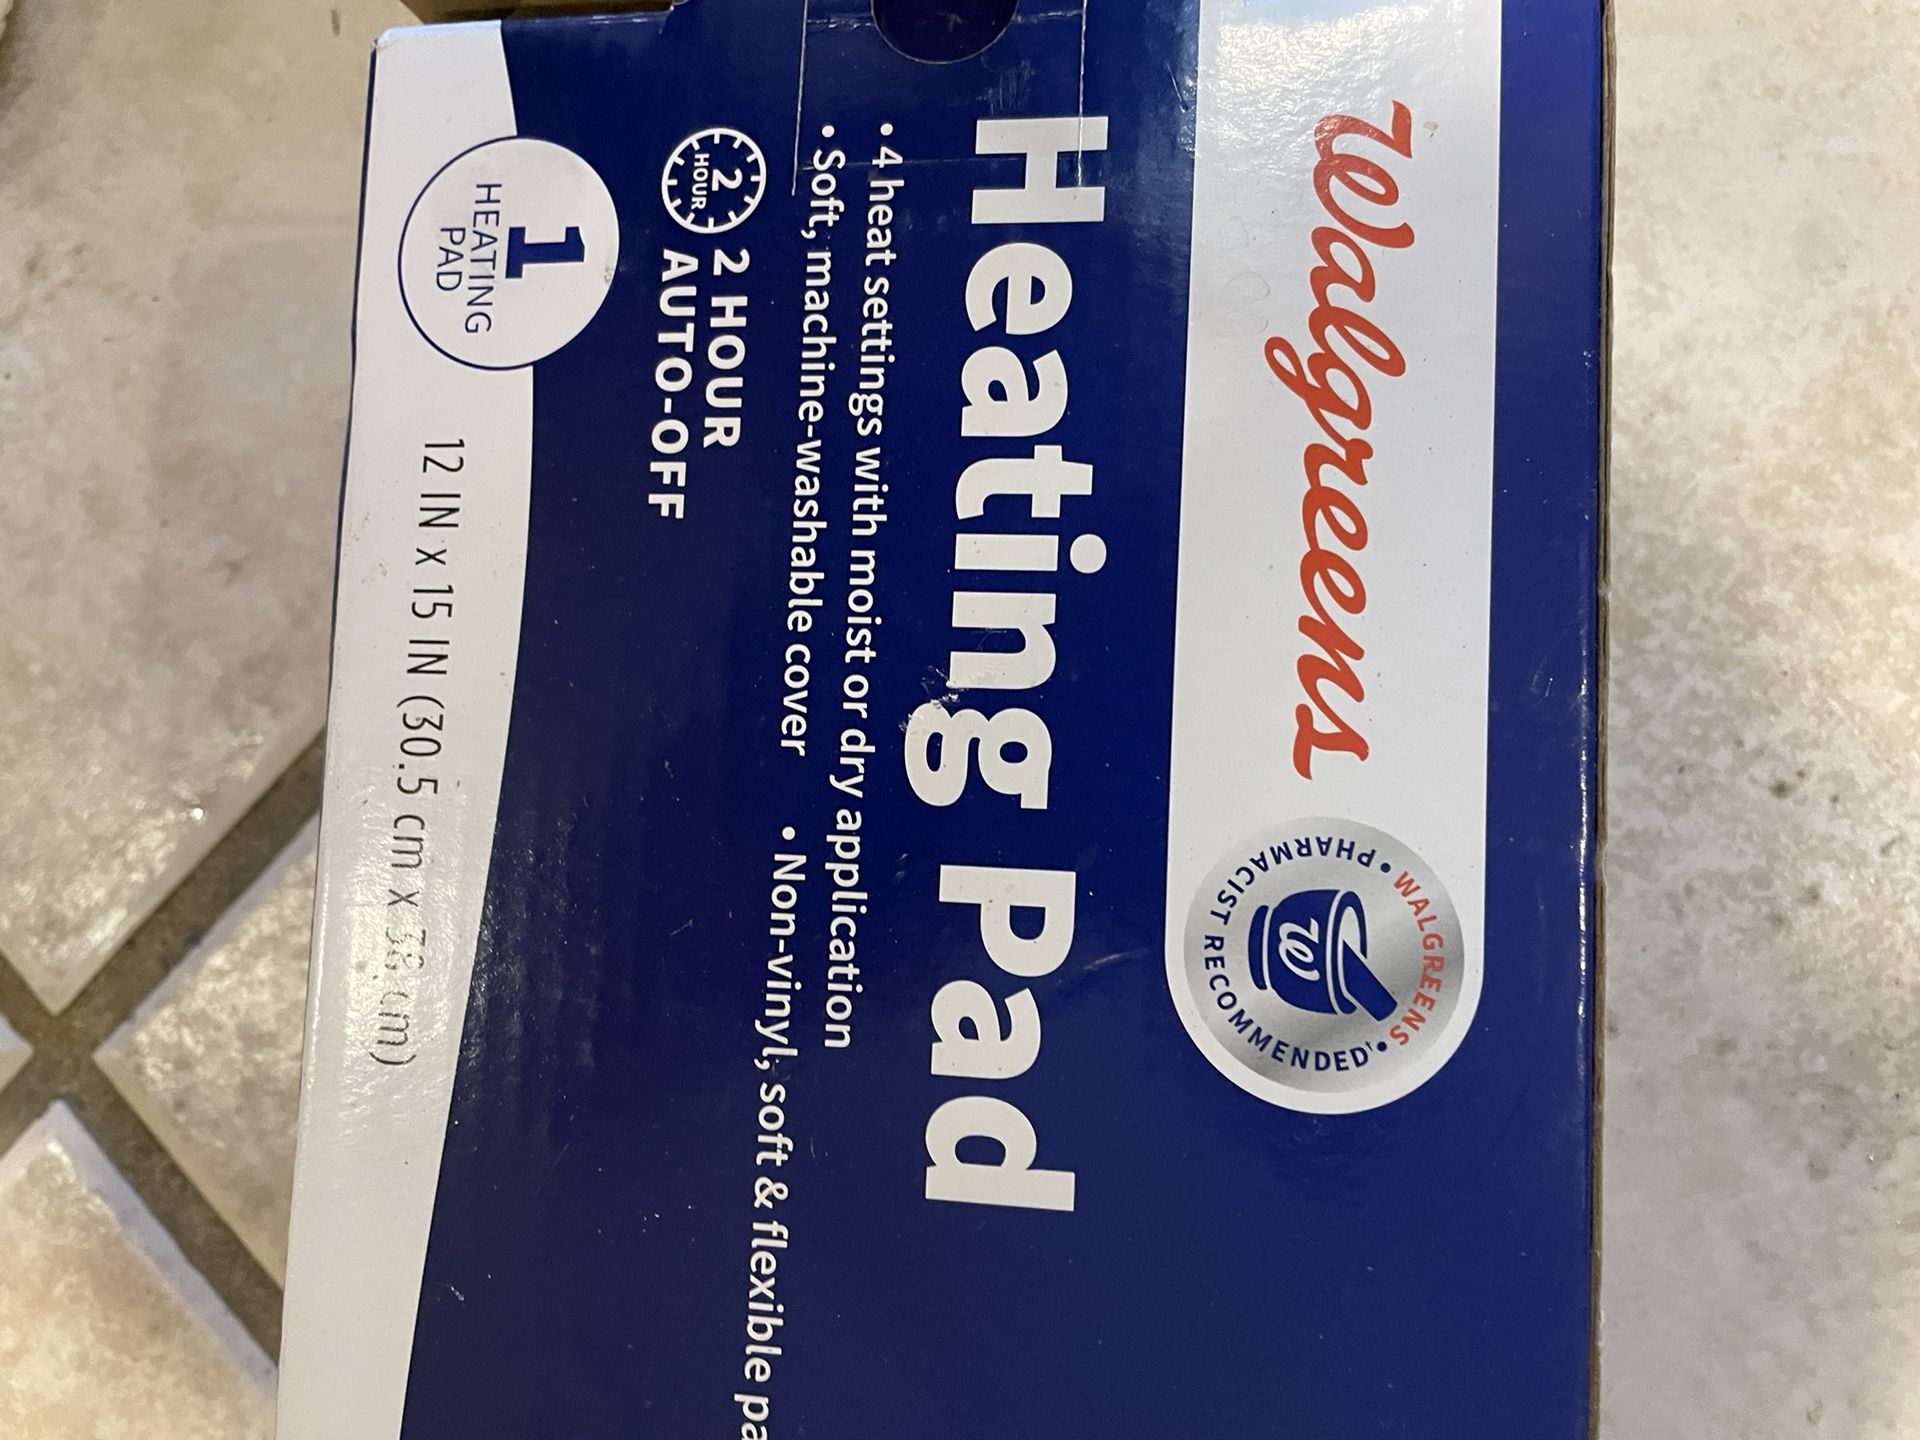 Walgreens
WALGREENS
• PHARMACIST RECOMMENDED† •
W
Heating Pad
• 4 heat settings with moist or dry application
• Soft, machine-washable cover • Non-vinyl, soft & flexible
2
HOUR
2 HOUR
AUTO-OFF
1
HEATING
PAD
12 IN x 15 IN (30.5 cm x 38 cm)